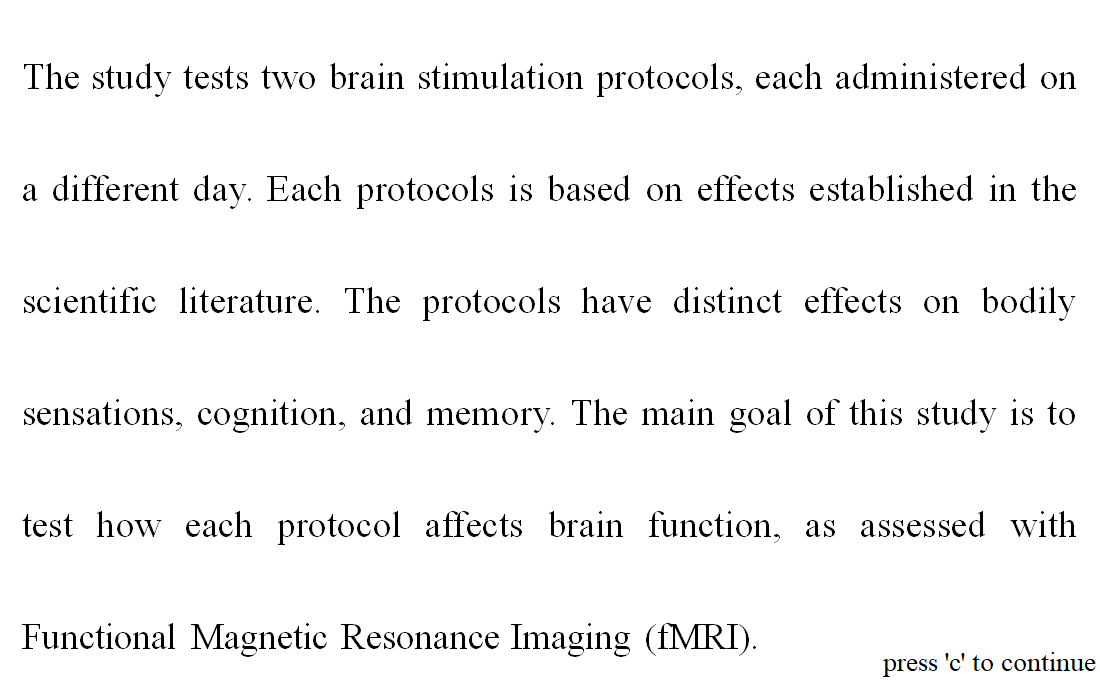 The study tests two brain stimulation protocols, each administered on
a different day. Each protocols is based on effects established in the
scientific literature. The protocols have distinct effects on bodily
sensations, cognition, and memory. The main goal of this study is to
test how each protocol affects brain function, as assessed with
Functional Magnetic Resonance Imaging (fMRI).
press 'c' to continue